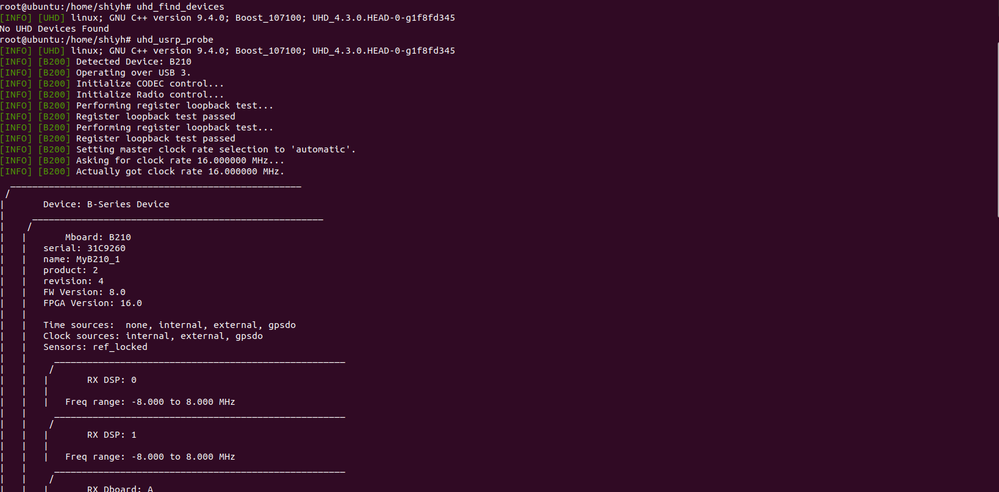 root@ubuntu:/home/shiyh# uhd_find_devices
[INFO] [UHD] linux; GNU C++ version 9.4.0; Boost_107100; UHD_4.3.0.HEAD-0-g1f8fd345
No UHD Devices Found
root@ubuntu:/home/shiyh# uhd_usrp_probe
[INFO] [UHD] linux; GNU C++ version 9.4.0; Boost_107100; UHD_4.3.0.HEAD-0-g1f8fd345
[INFO] [B200] Detected Device: B210
[INFO] [B200] Operating over USB 3.
[INFO] [B200] Initialize CODEC control...
[INFO] [B200] Initialize Radio control...
[INFO] [B200] Performing register loopback test...
[INFO] [B200] Register loopback test passed
[INFO] [B200] Performing register loopback test...
[INFO] [B200] Register loopback test passed
[INFO] [B200] Setting master clock rate selection to 'automatic'.
[INFO] [B200] Asking for clock rate 16.000000 MHz...
[INFO] [B200] Actually got clock rate 16.000000 MHz.
  _____________________________________________________
 /
|       Device: B-Series Device
|     _____________________________________________________
|    /
|   |       Mboard: B210
|   |   serial: 31C9260
|   |   name: MyB210_1
|   |   product: 2
|   |   revision: 4
|   |   FW Version: 8.0
|   |   FPGA Version: 16.0
|   |
|   |   Time sources:  none, internal, external, gpsdo
|   |   Clock sources: internal, external, gpsdo
|   |   Sensors: ref_locked
|   |     _____________________________________________________
|   |    /
|   |   |       RX DSP: 0
|   |   |
|   |   |   Freq range: -8.000 to 8.000 MHz
|   |     _____________________________________________________
|   |    /
|   |   |       RX DSP: 1
|   |   |
|   |   |   Freq range: -8.000 to 8.000 MHz
|   |     _____________________________________________________
|   |    /
|   |   |       RX Dboard: A